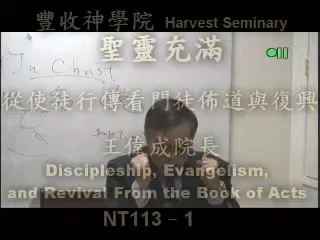 豐收神學院 Harvest Seminary
In Christ
聖靈充滿
從使徒行傳看門徒佈道與復興
王偉成院長
Discipleship, Evangelism,
and Revival From the Book of Acts
NT113 - 1